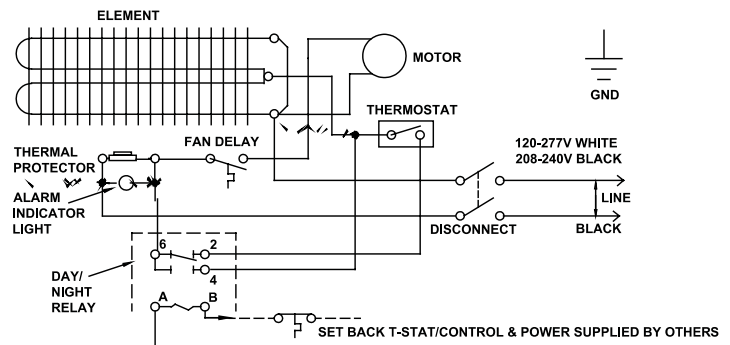 ELEMENT
MOTOR
GND
THERMOSTAT
FAN DELAY
120-277V WHITE
208-240V BLACK
THERMAL
PROTECTOR
ALARM
INDICATOR
LIGHT
LINE
DISCONNECT
BLACK
6
2
4
DAY/
NIGHT
RELAY
A
B
SET BACK T-STAT/CONTROL & POWER SUPPLIED BY OTHERS